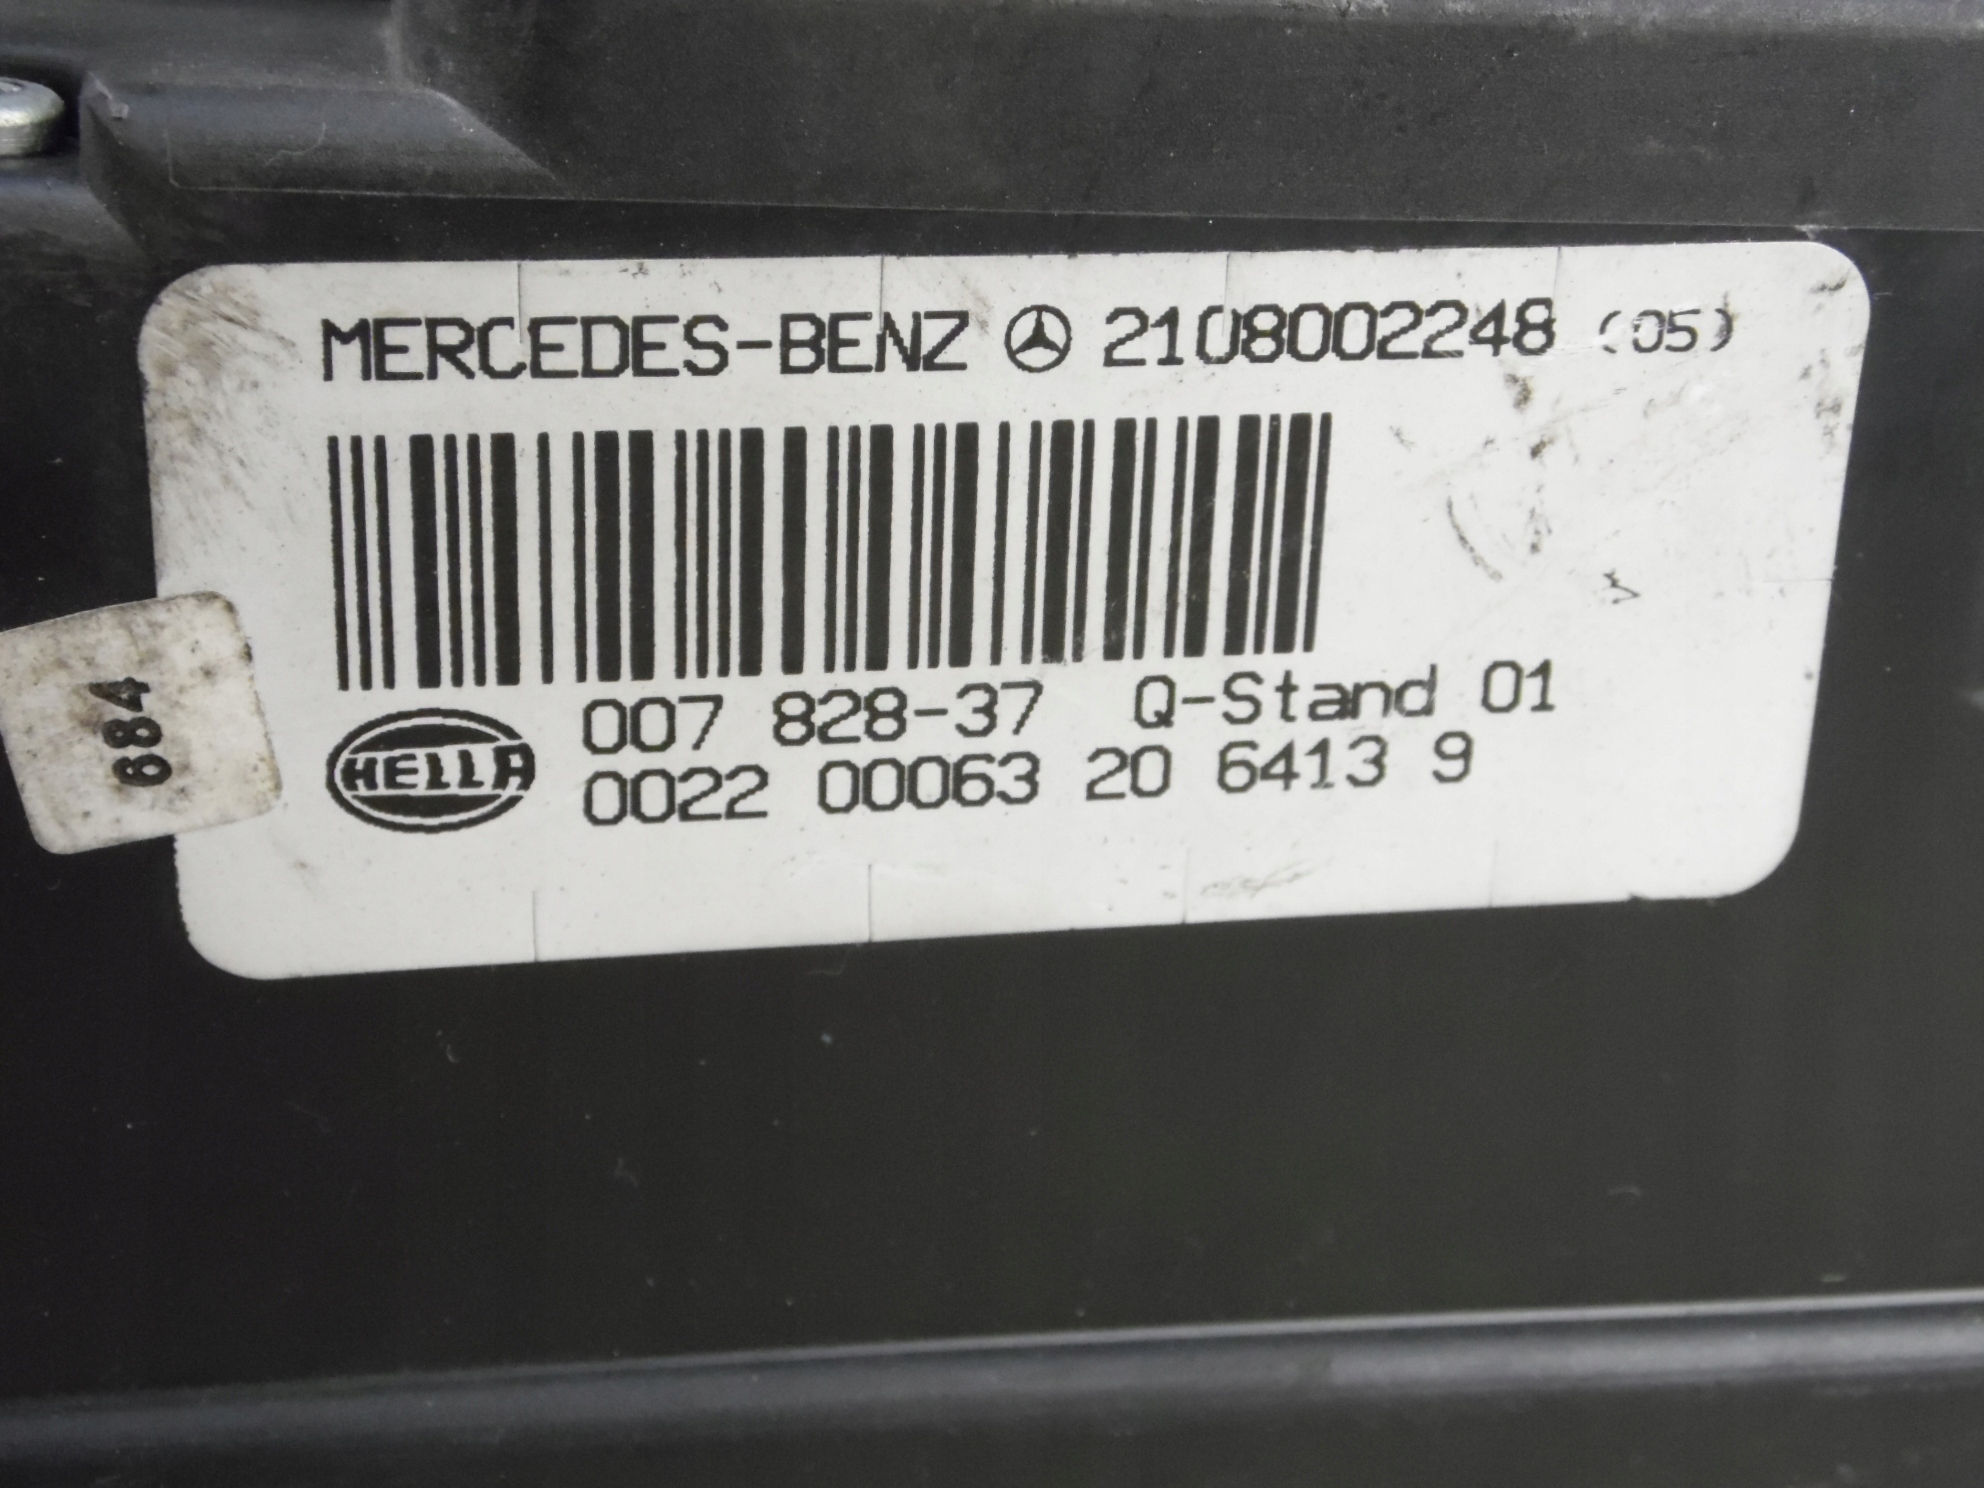 MERCEDES-BENZ 2108002248 (05)
HELLA
007 828-37 Q-Stand 01
0022 00063 20 6413 9
684